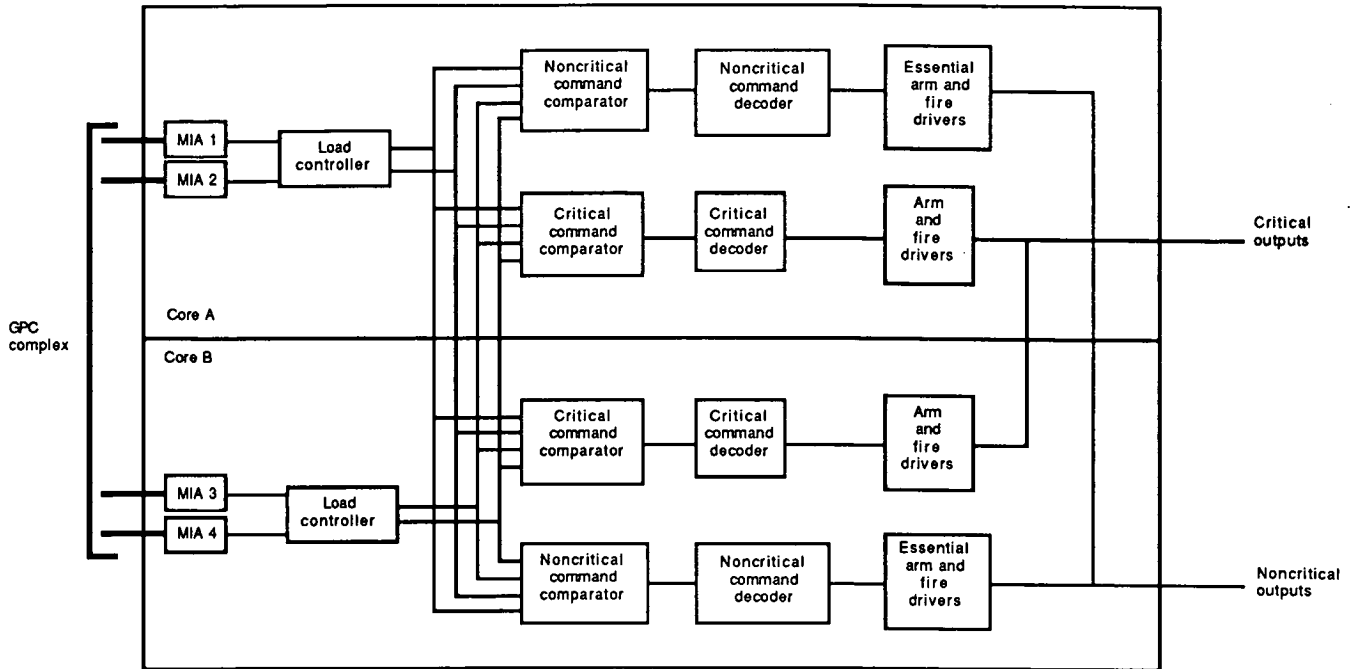 Noncritical
command
comparator
Noncritical
command
decoder
Essential
arm and
fire
drivers
MIA 1
MIA 2
Load
controller
Critical
command
comparator
Critical
command
decoder
Arm
and
fire
drivers
Critical
outputs
Core A
GPC
complex
Core B
Critical
command
comparator
Critical
command
decoder
Arm
and
fire
drivers
MIA 3
MIA 4
Load
controller
Noncritical
command
comparator
Noncritical
command
decoder
Essential
arm and
fire
drivers
Noncritical
outputs